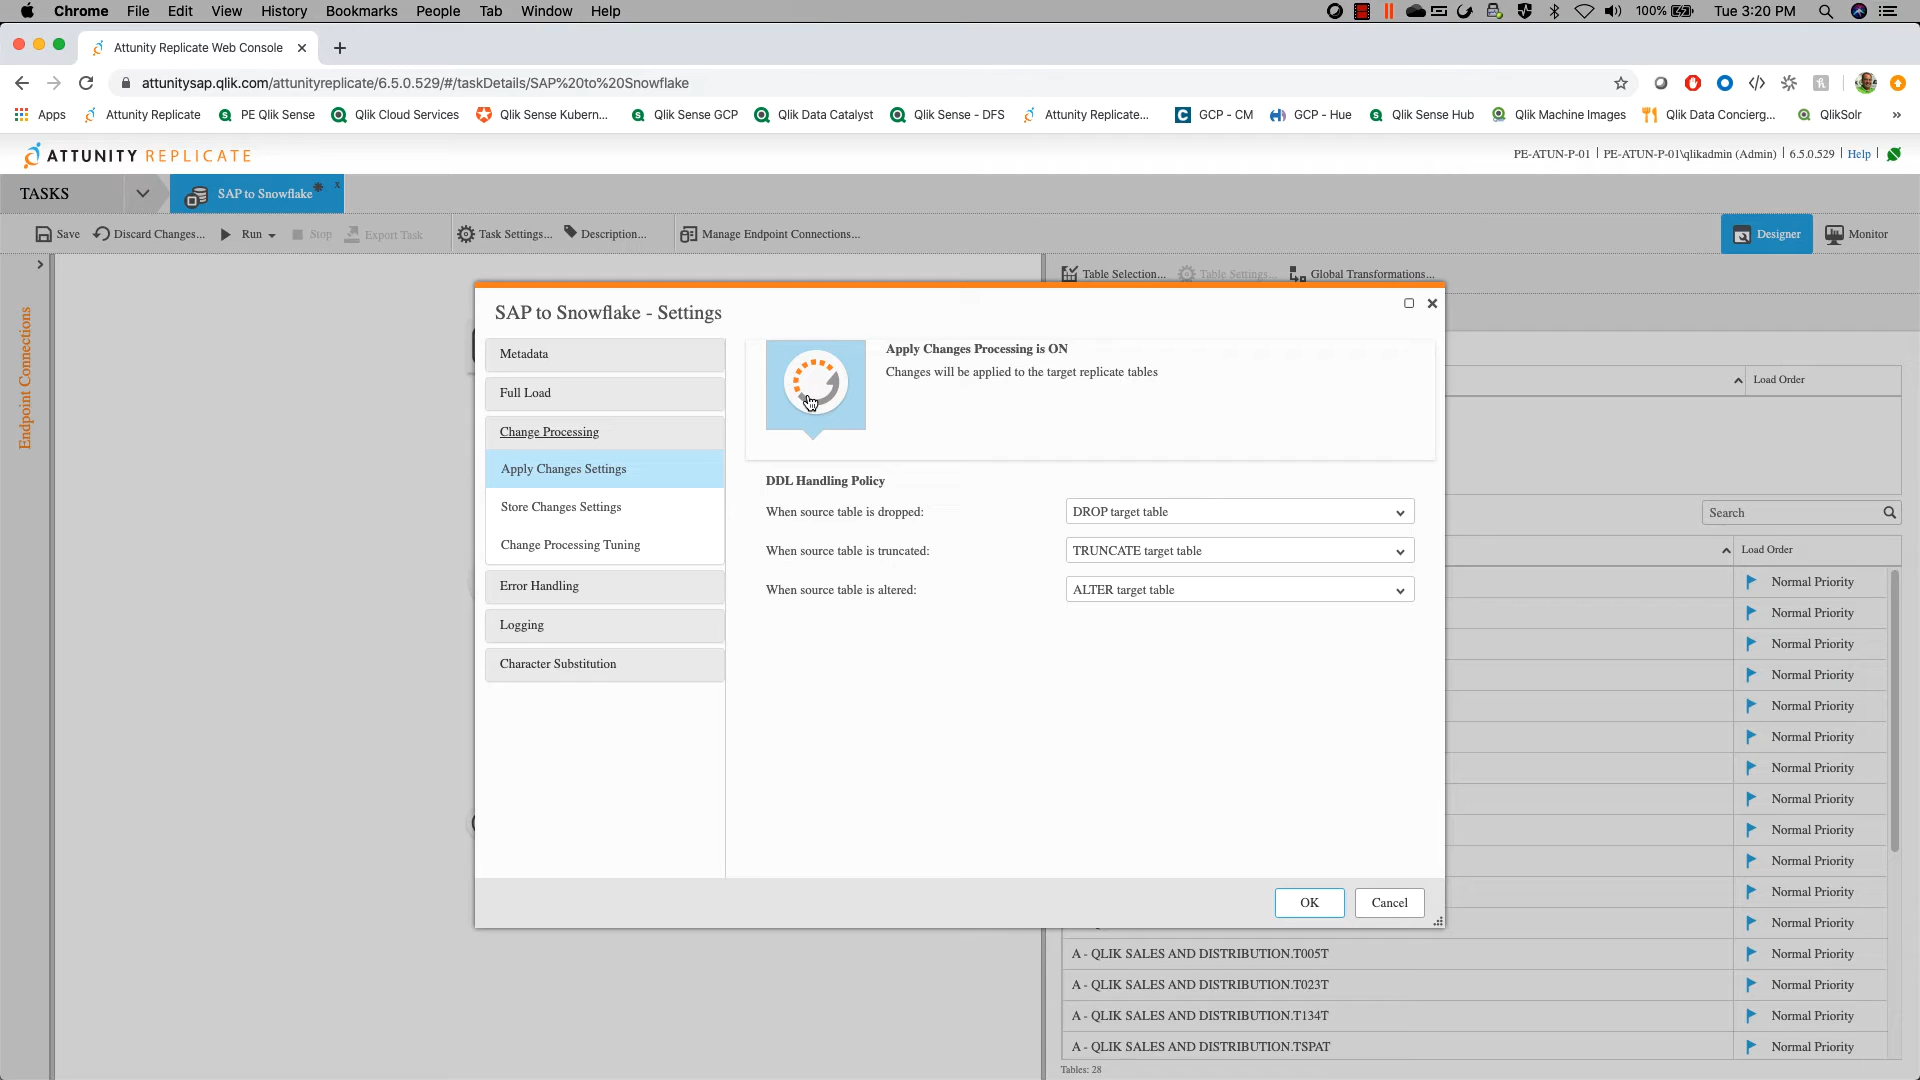 Chrome File Edit View History Bookmarks People Tab Window Help 100% Tue 3:20 PM
Attunity Replicate Web Console
attunitysap.qlik.com/attunityreplicate/6.5.0.529/#/taskDetails/SAP%20to%20Snowflake
Apps Attunity Replicate PE Qlik Sense Qlik Cloud Services Qlik Sense Kubern... Qlik Sense GCP Qlik Data Catalyst Qlik Sense - DFS Attunity Replicate... GCP - CM GCP - Hue Qlik Sense Hub Qlik Machine Images Qlik Data Concierg... QlikSolr »
ATTUNITY REPLICATE PE-ATUN-P-01 PE-ATUN-P-01\qlikadmin (Admin) 6.5.0.529 Help
TASKS SAP to Snowflake x
Save Discard Changes... Run Stop Export Task Task Settings... Description... Manage Endpoint Connections... Designer Monitor
Endpoint Connections
Table Selection... Table Settings... Global Transformations...
SAP to Snowflake - Settings
Metadata
Full Load
Change Processing
Apply Changes Settings
Store Changes Settings
Change Processing Tuning
Error Handling
Logging
Character Substitution
Apply Changes Processing is ON
Changes will be applied to the target replicate tables
DDL Handling Policy
When source table is dropped: DROP target table
When source table is truncated: TRUNCATE target table
When source table is altered: ALTER target table
OK Cancel
Load Order
Search
Load Order
Normal Priority
Normal Priority
Normal Priority
Normal Priority
Normal Priority
Normal Priority
Normal Priority
Normal Priority
Normal Priority
Normal Priority
Normal Priority
Normal Priority
A - QLIK SALES AND DISTRIBUTION.T005T Normal Priority
A - QLIK SALES AND DISTRIBUTION.T023T Normal Priority
A - QLIK SALES AND DISTRIBUTION.T134T Normal Priority
A - QLIK SALES AND DISTRIBUTION.TSPAT Normal Priority
Tables: 28